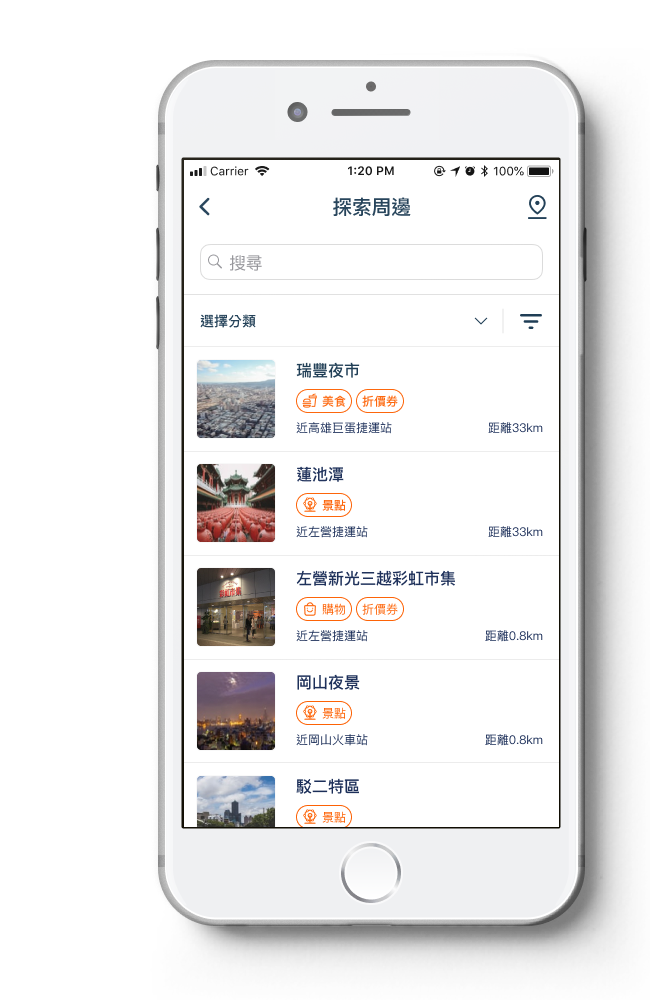 Carrier 1:20 PM 100%
探索周邊
搜尋
選擇分類
瑞豐夜市
美食 折價券
近高雄巨蛋捷運站 距離33km
蓮池潭
景點
近左營捷運站 距離33km
左營新光三越彩虹市集
購物 折價券
近左營捷運站 距離0.8km
岡山夜景
景點
近岡山火車站 距離0.8km
駁二特區
景點